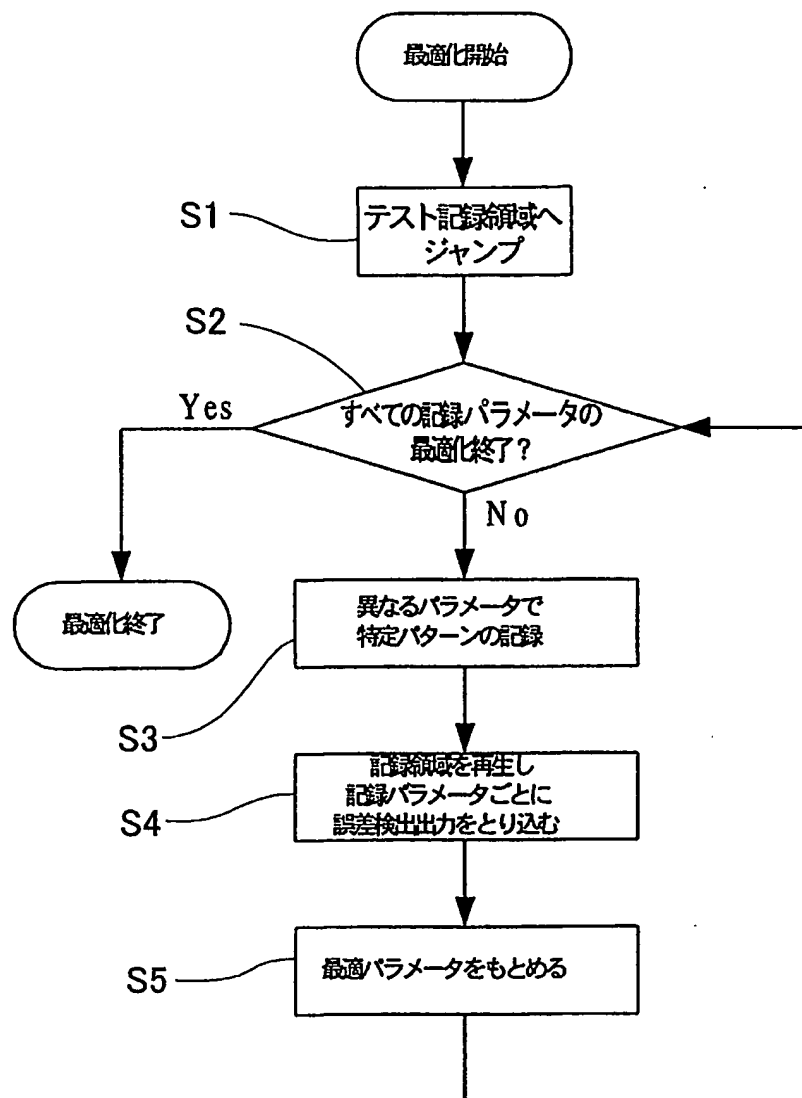 最適化開始
S1
テスト記録領域へ
ジャンプ
S2
Yes
すべての記録パラメータの
最適化終了？
No
最適化終了
異なるパラメータで
特定パターンの記録
S3
記録領域を再生し
記録パラメータごとに
誤差検出出力をとり込む
S4
最適パラメータをもとめる
S5